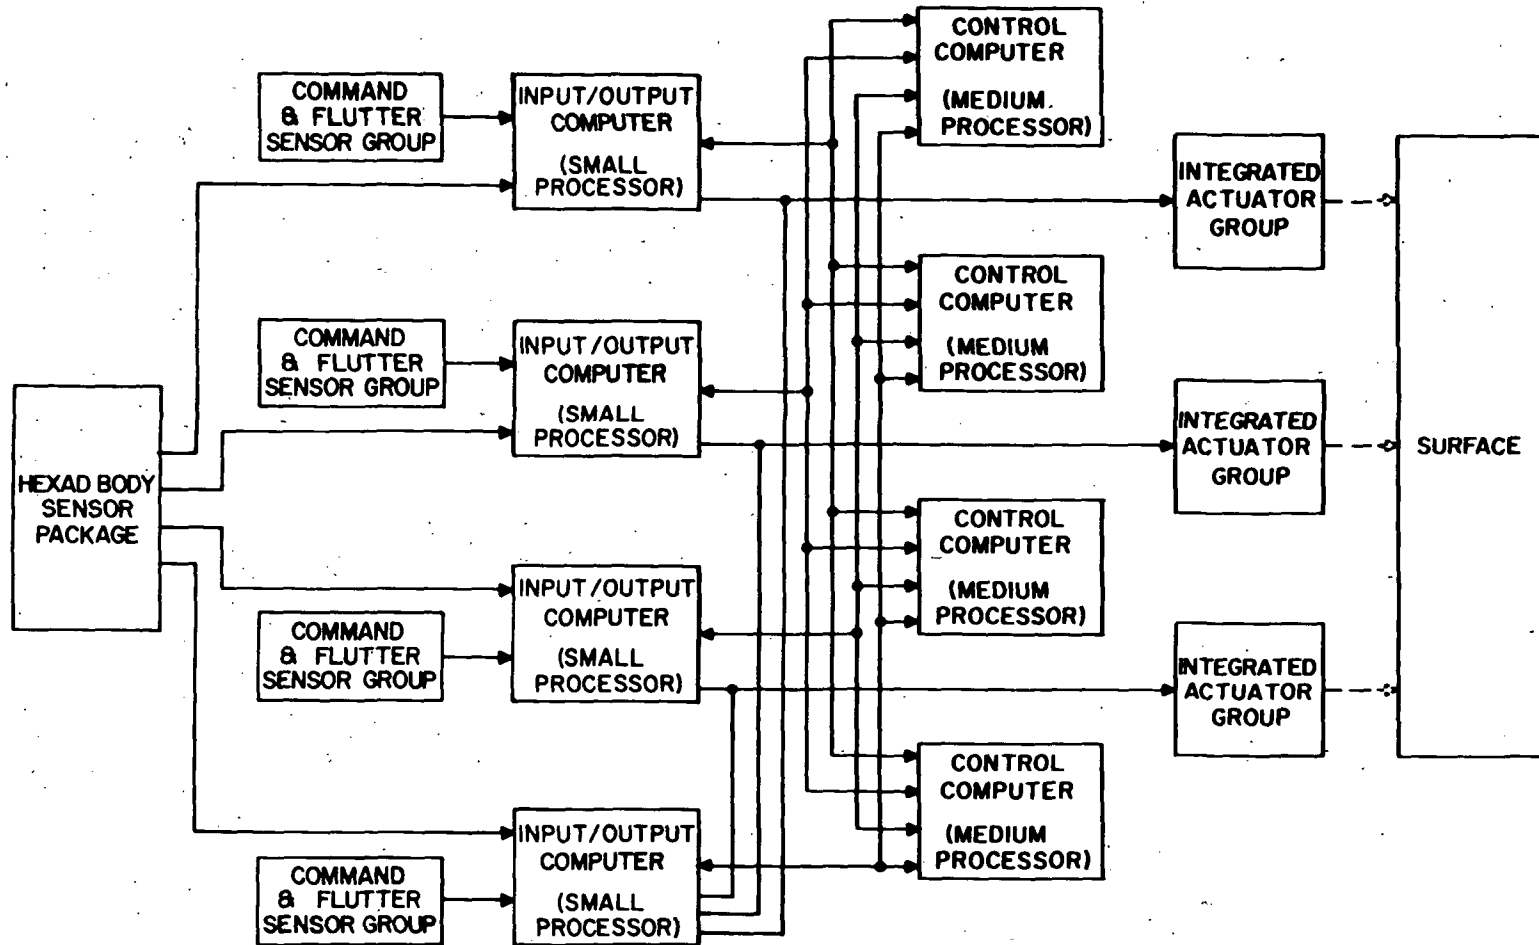 HEXAD BODY
SENSOR
PACKAGE
COMMAND
& FLUTTER
SENSOR GROUP
INPUT/OUTPUT
COMPUTER
(SMALL
PROCESSOR)
CONTROL
COMPUTER
(MEDIUM.
PROCESSOR)
INTEGRATED
ACTUATOR
GROUP
COMMAND
& FLUTTER
SENSOR GROUP
INPUT/OUTPUT
COMPUTER
(SMALL
PROCESSOR)
CONTROL
COMPUTER
(MEDIUM
PROCESSOR)
INTEGRATED
ACTUATOR
GROUP
SURFACE
INPUT/OUTPUT
COMPUTER
(SMALL
PROCESSOR)
COMMAND
& FLUTTER
SENSOR GROUP
CONTROL
COMPUTER
(MEDIUM
PROCESSOR)
INTEGRATED
ACTUATOR
GROUP
INPUT/OUTPUT
COMPUTER
(SMALL
PROCESSOR)
COMMAND
& FLUTTER
SENSOR GROUP
CONTROL
COMPUTER
(MEDIUM
PROCESSOR)